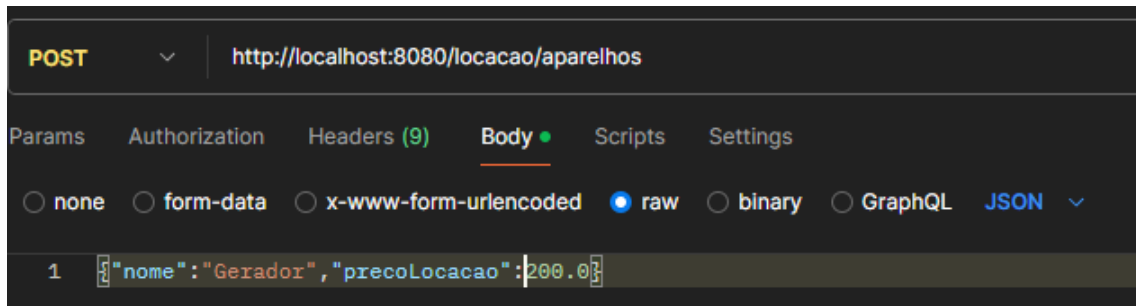 POST http://localhost:8080/locacao/aparelhos
Params Authorization Headers (9) Body Scripts Settings
none form-data x-www-form-urlencoded raw binary GraphQL JSON
1 {"nome":"Gerador","precoLocacao":200.0}